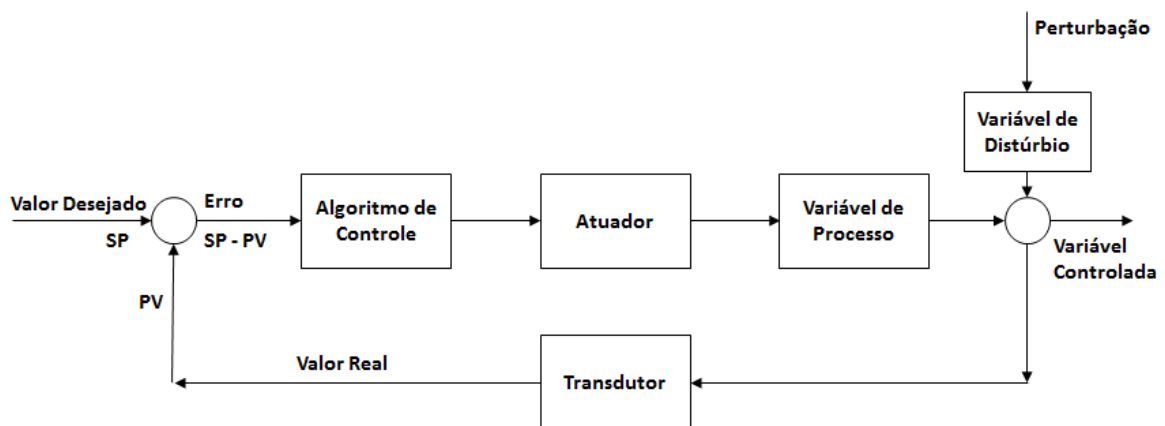 Perturbação
Variável de
Distúrbio
Valor Desejado
SP
Erro
SP - PV
Algoritmo de
Controle
Atuador
Variável de
Processo
Variável
Controlada
PV
Valor Real
Transdutor